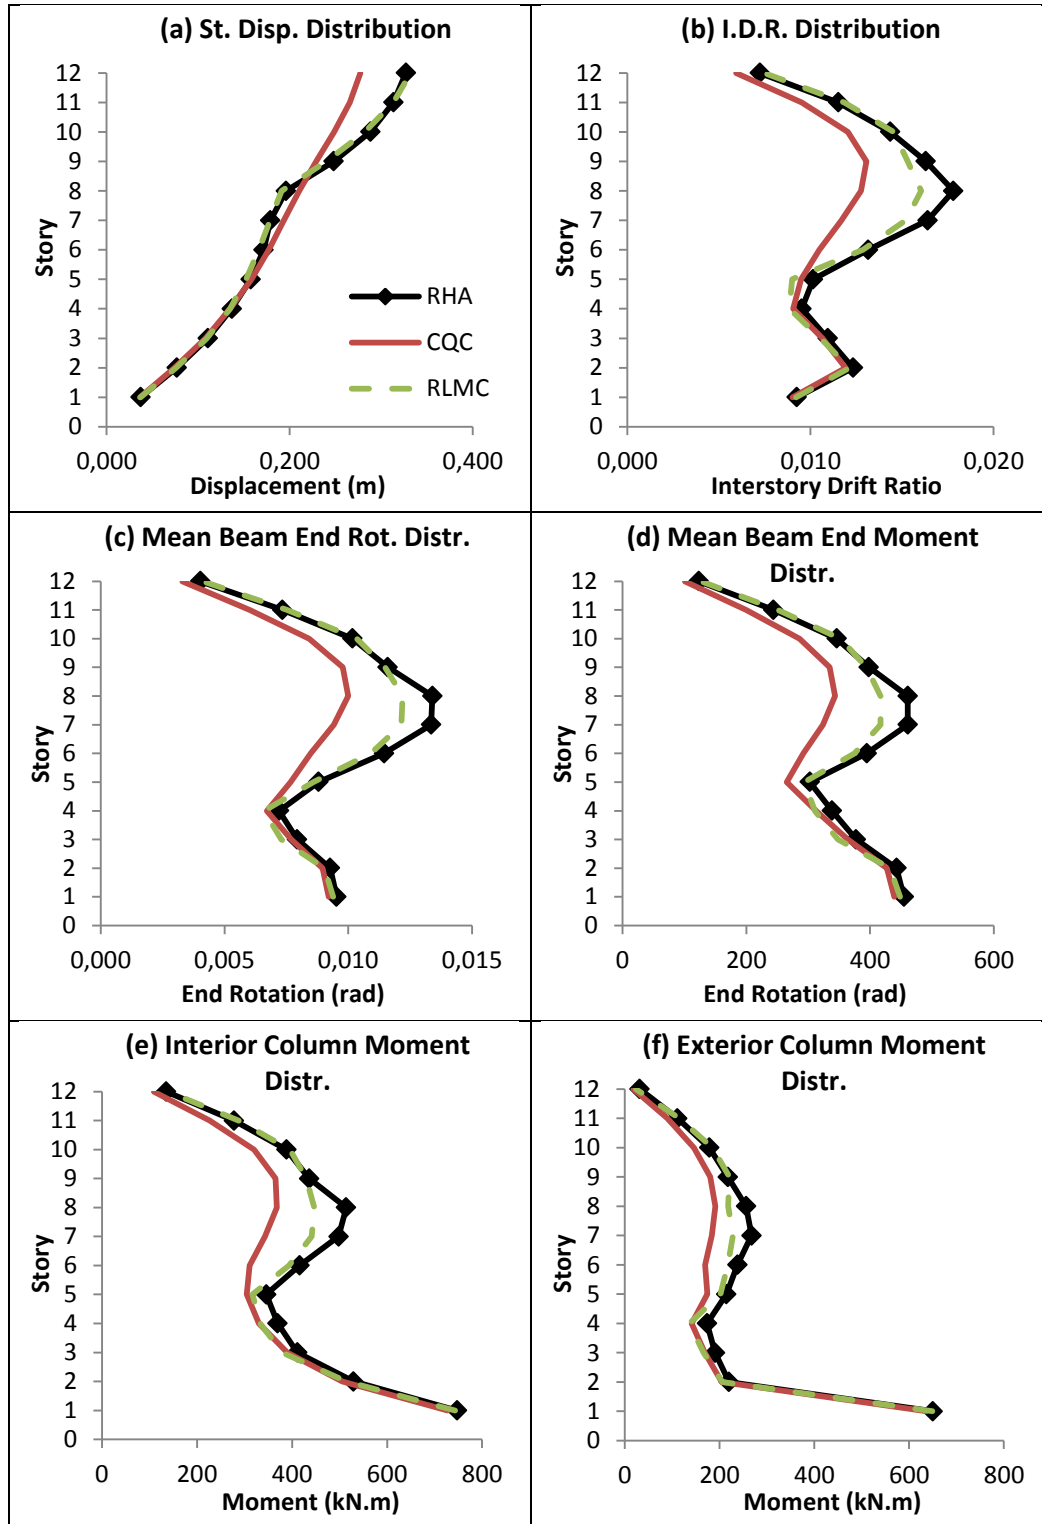 (a) St. Disp. Distribution
12
11
10
9
8
7
6
5
4
3
2
1
0
Story
RHA
CQC
RLMC
0,000 0,200 0,400
Displacement (m)
(b) I.D.R. Distribution
12
11
10
9
8
7
6
5
4
3
2
1
0
Story
0,000 0,010 0,020
Interstory Drift Ratio
(c) Mean Beam End Rot. Distr.
12
11
10
9
8
7
6
5
4
3
2
1
0
Story
0,000 0,005 0,010 0,015
End Rotation (rad)
(d) Mean Beam End Moment
Distr.
12
11
10
9
8
7
6
5
4
3
2
1
0
Story
0 200 400 600
End Rotation (rad)
(e) Interior Column Moment
Distr.
12
11
10
9
8
7
6
5
4
3
2
1
0
Story
0 200 400 600 800
Moment (kN.m)
(f) Exterior Column Moment
Distr.
12
11
10
9
8
7
6
5
4
3
2
1
0
Story
0 200 400 600 800
Moment (kN.m)